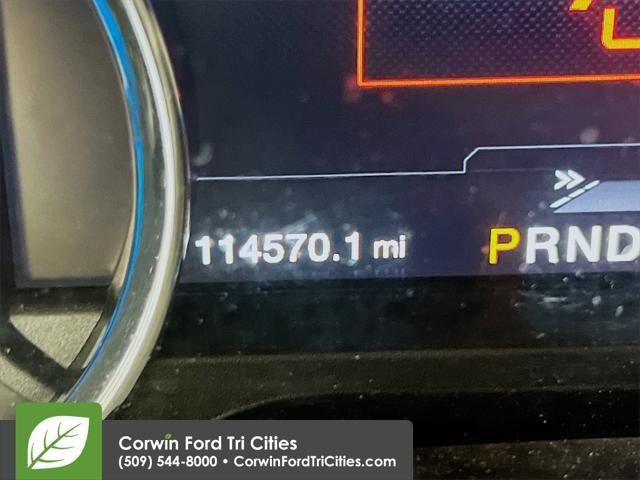 114570.1 mi
PRND
Corwin Ford Tri Cities
(509) 544-8000 • CorwinFordTriCities.com